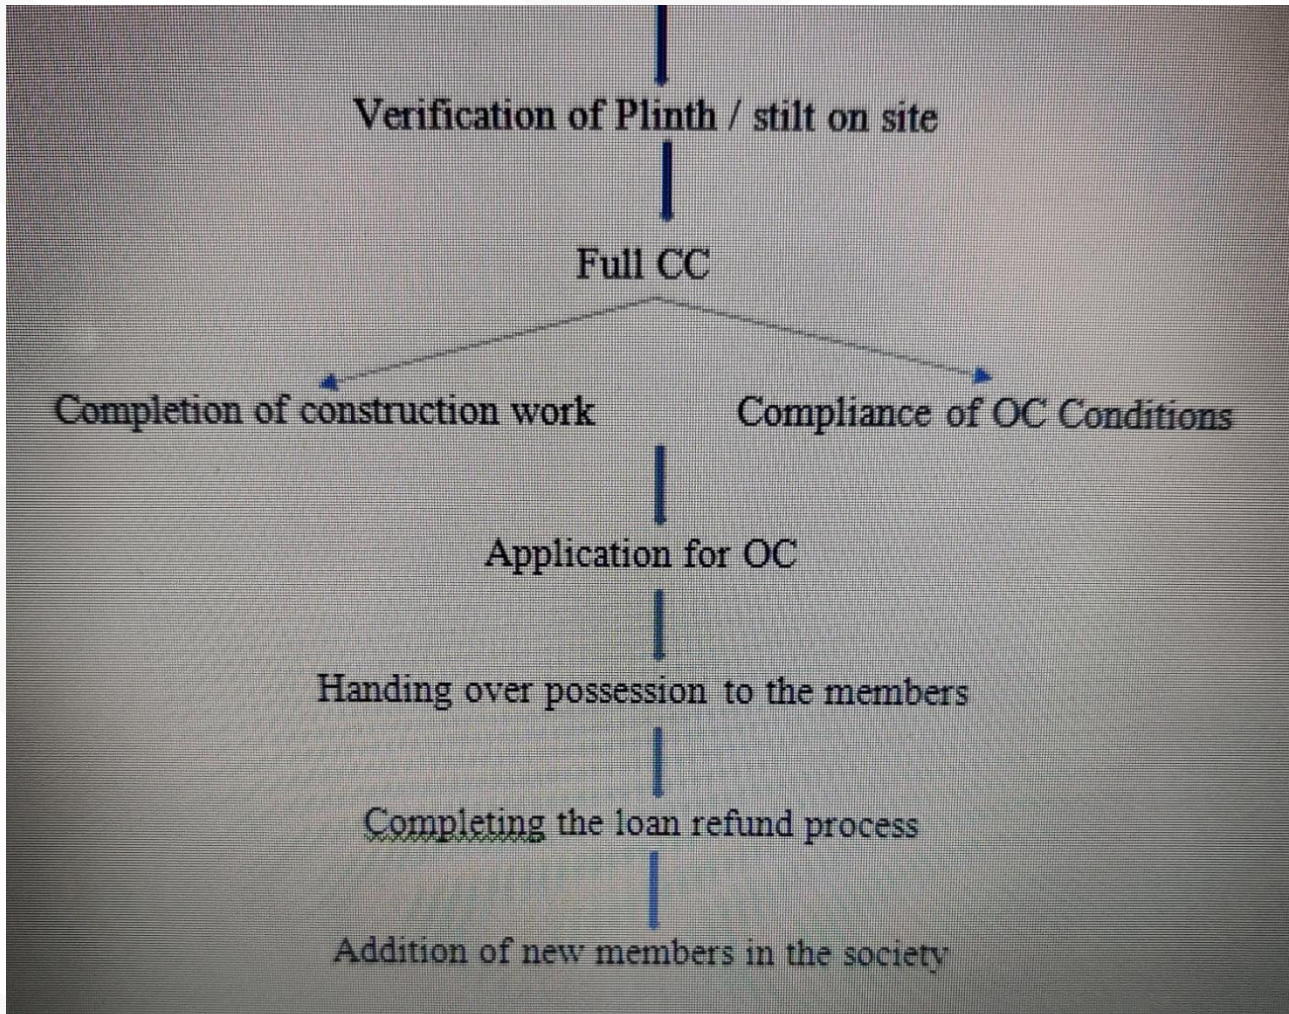 Verification of Plinth / stilt on site
Full CC
Completion of construction work
Compliance of OC Conditions
Application for OC
Handing over possession to the members
Completing the loan refund process
Addition of new members in the society